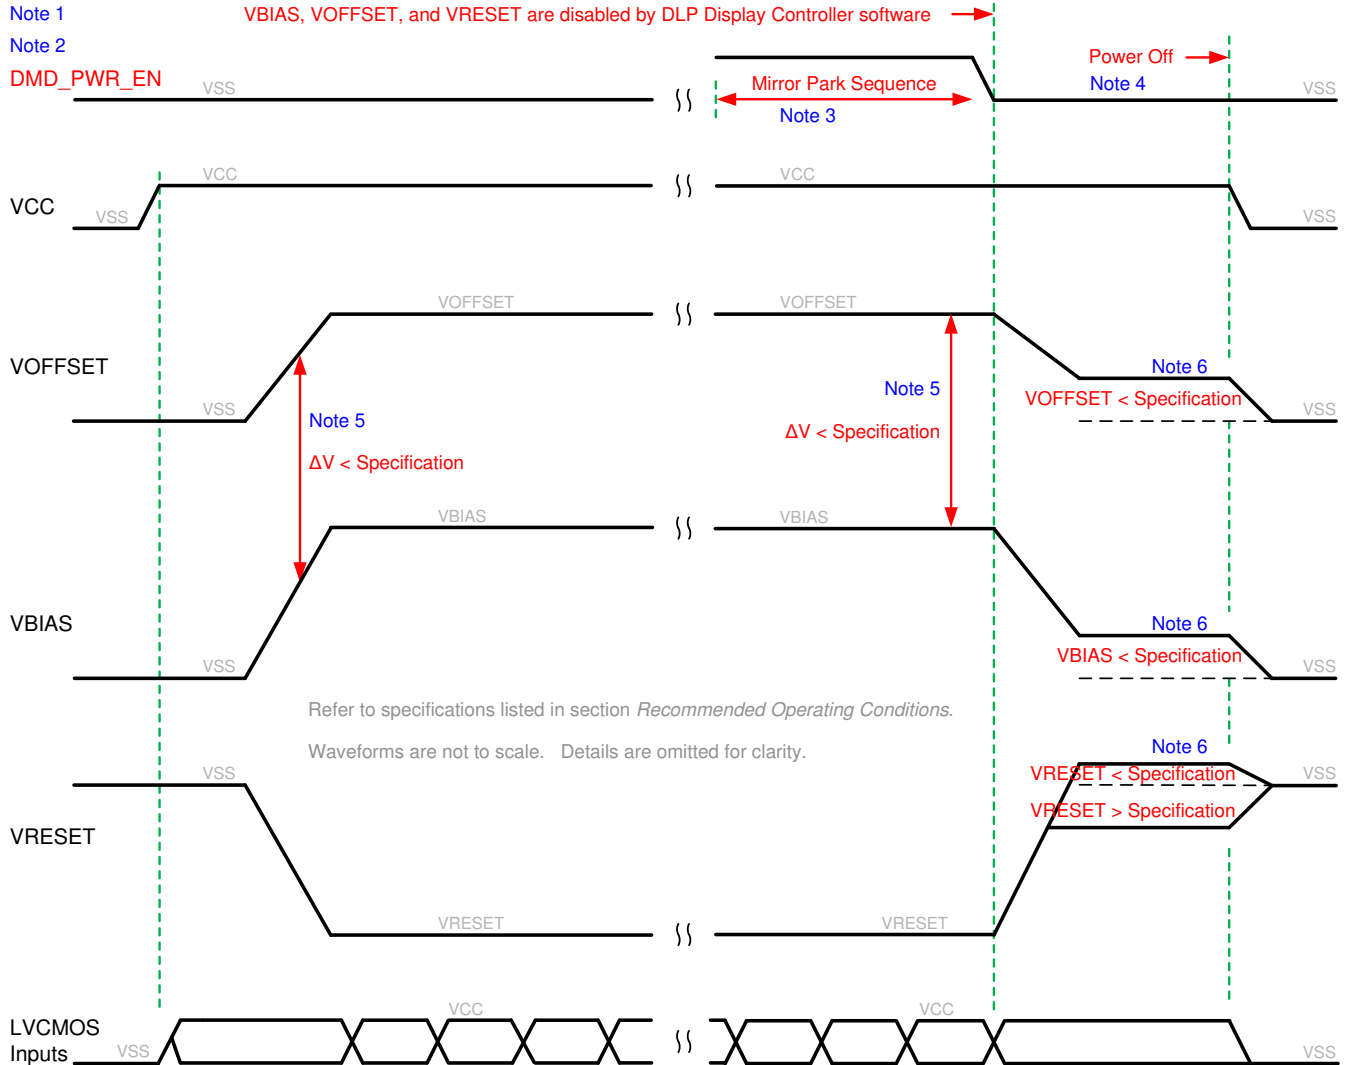 Note 1
VBIAS, VOFFSET, and VRESET are disabled by DLP Display Controller software
Note 2
Power Off
DMD_PWR_EN
VSS
Mirror Park Sequence
Note 4
VSS
Note 3
VCC
VCC
VCC
VSS
VSS
VOFFSET
VOFFSET
VOFFSET
Note 6
Note 5
VOFFSET < Specification
VSS
VSS
Note 5
ΔV < Specification
ΔV < Specification
VBIAS
VBIAS
VBIAS
Note 6
VBIAS < Specification
VSS
VSS
Refer to specifications listed in section Recommended Operating Conditions.
Waveforms are not to scale. Details are omitted for clarity.
Note 6
VSS
VRESET < Specification
VSS
VRESET > Specification
VRESET
VRESET
VRESET
VCC
VCC
LVCMOS
Inputs
VSS
VSS